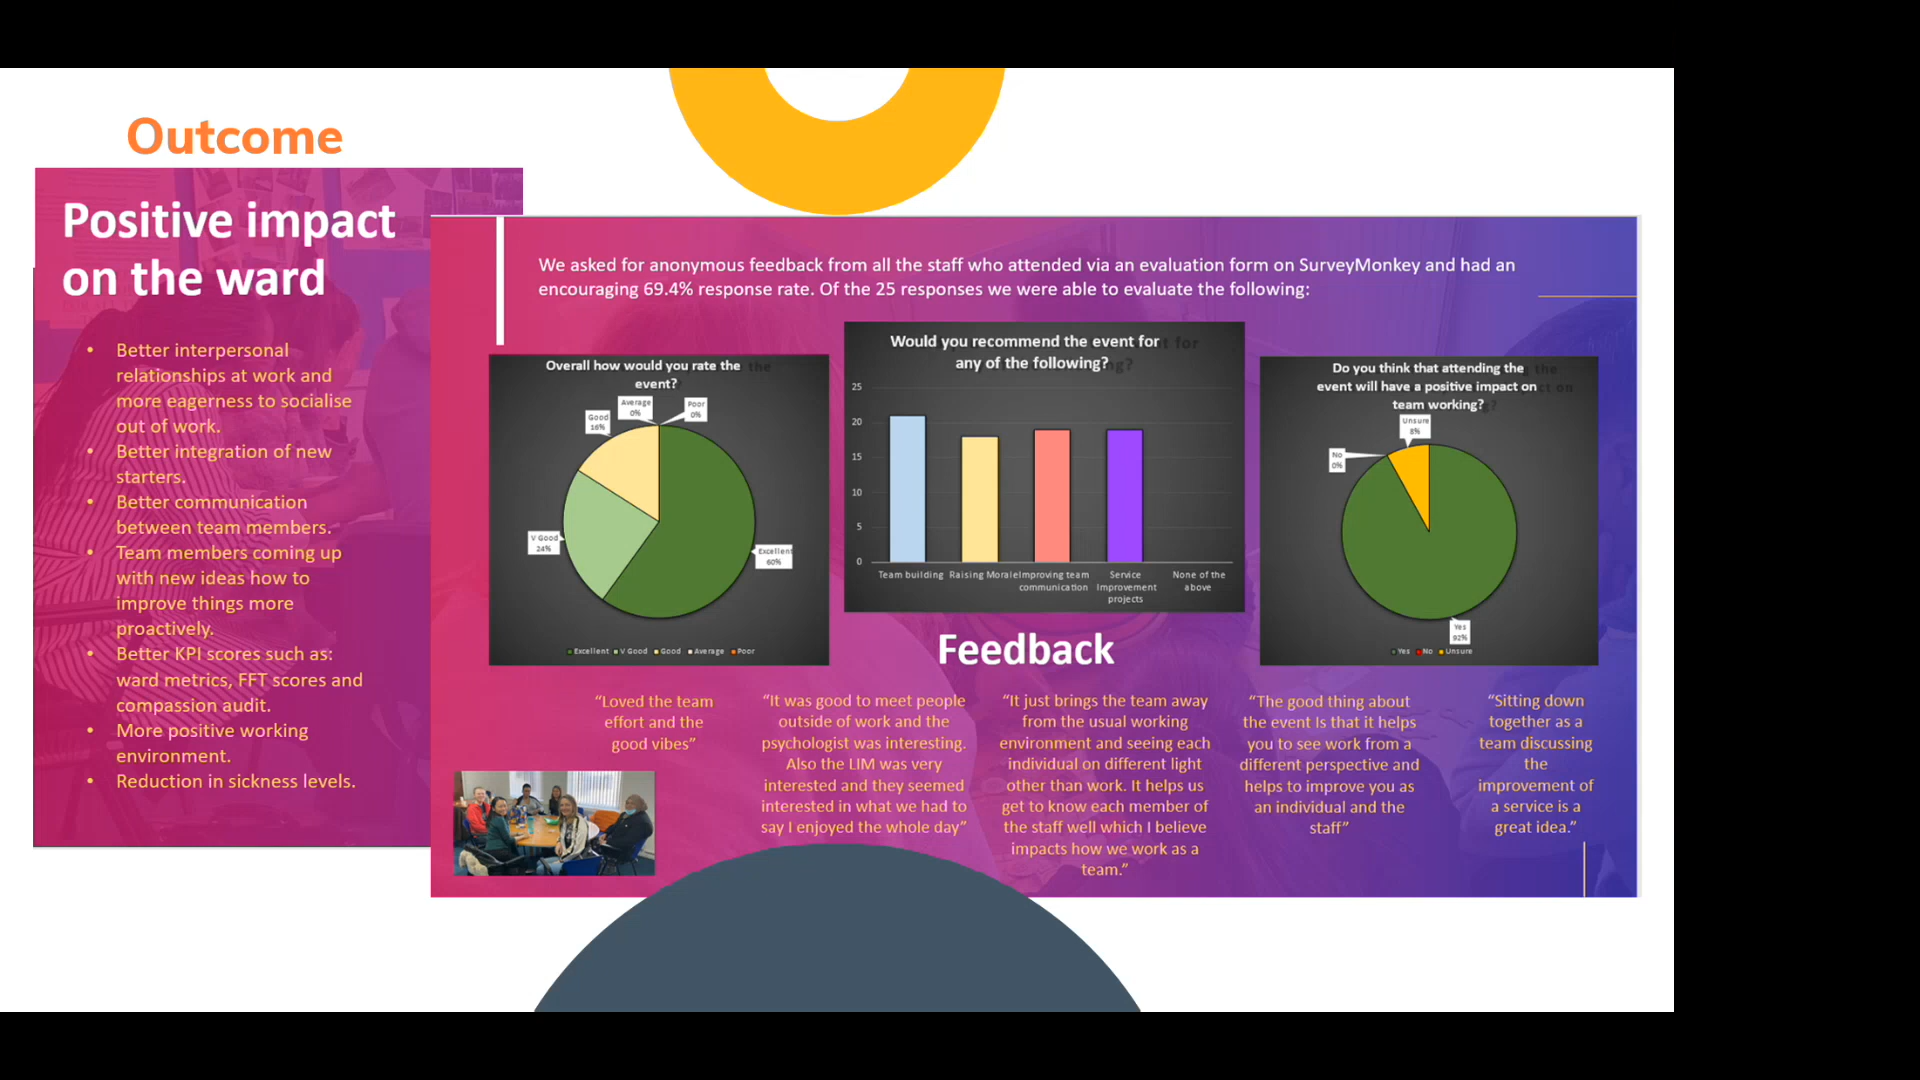 Outcome
Positive impact
on the ward
• Better interpersonal
relationships at work and
more eagerness to socialise
out of work.
• Better integration of new
starters.
• Better communication
between team members.
• Team members coming up
with new ideas how to
improve things more
proactively.
• Better KPI scores such as:
ward metrics, FFT scores and
compassion audit.
• More positive working
environment.
• Reduction in sickness levels.
We asked for anonymous feedback from all the staff who attended via an evaluation form on SurveyMonkey and had an
encouraging 69.4% response rate. Of the 25 responses we were able to evaluate the following:
Overall how would you rate the
event?
Average
0%
Poor
0%
Good
16%
V Good
24%
Excellent
60%
Excellent V Good Good Average Poor
Would you recommend the event for
any of the following?
25
20
15
10
5
0
Team building
Raising Morale
Improving team
communication
Service
Improvement
projects
None of the
above
Do you think that attending the
event will have a positive impact on
team working?
Unsure
8%
No
0%
Yes
92%
Yes No Unsure
Feedback
“Loved the team
effort and the
good vibes”
“It was good to meet people
outside of work and the
psychologist was interesting.
Also the LIM was very
interested and they seemed
interested in what we had to
say I enjoyed the whole day”
“It just brings the team away
from the usual working
environment and seeing each
individual on different light
other than work. It helps us
get to know each member of
the staff well which I believe
impacts how we work as a
team.”
“The good thing about
the event Is that it helps
you to see work from a
different perspective and
helps to improve you as
an individual and the
staff”
“Sitting down
together as a
team discussing
the
improvement of
a service is a
great idea.”